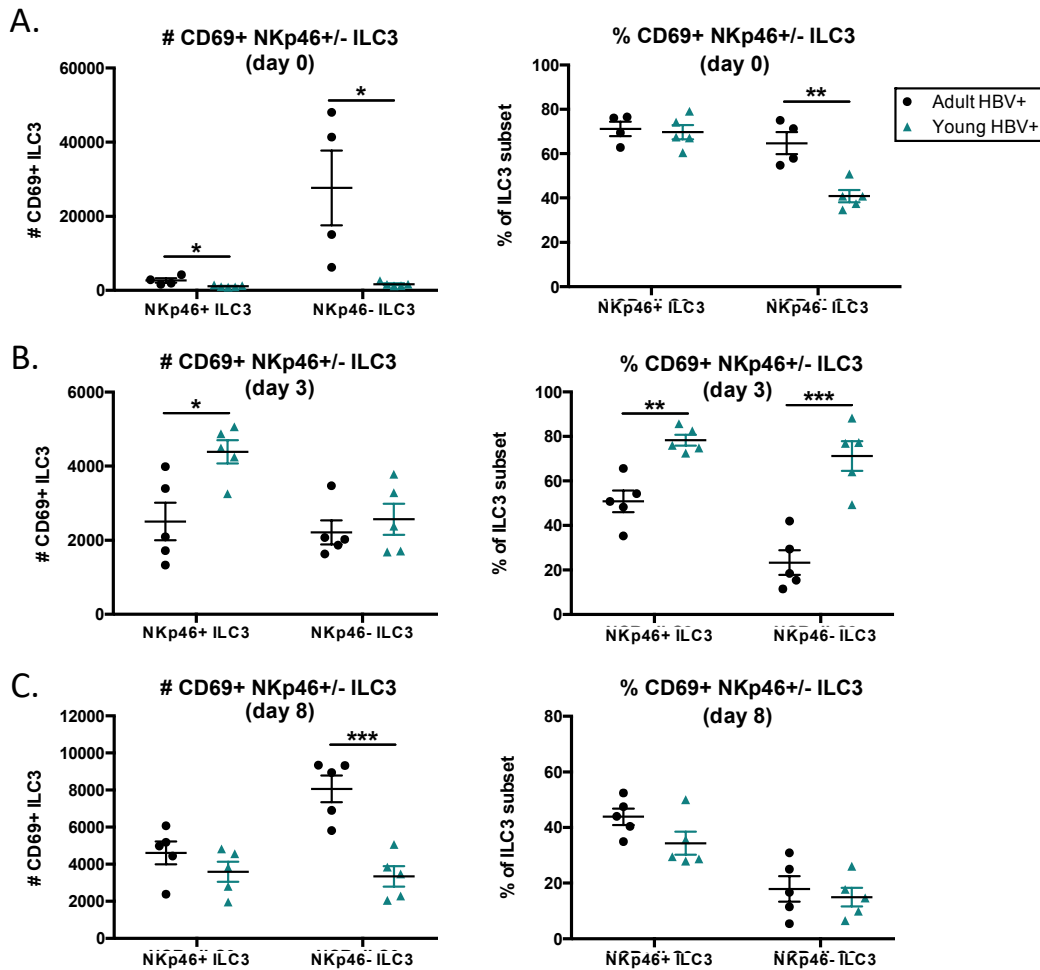 A.
# CD69+ NKp46+/- ILC3
(day 0)
# CD69+ ILC3
60000
40000
20000
0
*
*
NKp46+ ILC3
NKp46- ILC3
% CD69+ NKp46+/- ILC3
(day 0)
% of ILC3 subset
100
80
60
40
20
0
**
NKp46+ ILC3
NKp46- ILC3
Adult HBV+
Young HBV+
B.
# CD69+ NKp46+/- ILC3
(day 3)
# CD69+ ILC3
6000
4000
2000
0
*
NKp46+ ILC3
NKp46- ILC3
% CD69+ NKp46+/- ILC3
(day 3)
% of ILC3 subset
100
80
60
40
20
0
**
***
NKp46+ ILC3
NKp46- ILC3
C.
# CD69+ NKp46+/- ILC3
(day 8)
# CD69+ ILC3
12000
10000
8000
6000
4000
2000
0
***
NKp46+ ILC3
NKp46- ILC3
% CD69+ NKp46+/- ILC3
(day 8)
% of ILC3 subset
80
60
40
20
0
NKp46+ ILC3
NKp46- ILC3